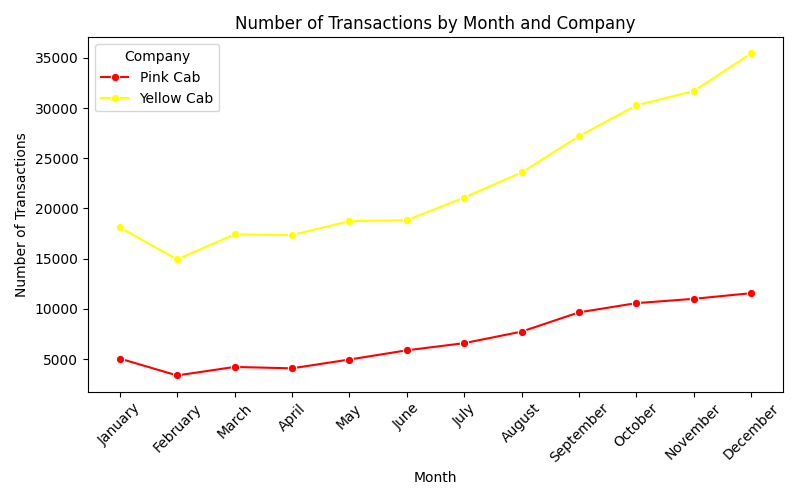 Number of Transactions by Month and Company
Company
Pink Cab
Yellow Cab
Number of Transactions
35000
30000
25000
20000
15000
10000
5000
January
February
March
April
May
June
July
August
September
October
November
December
Month